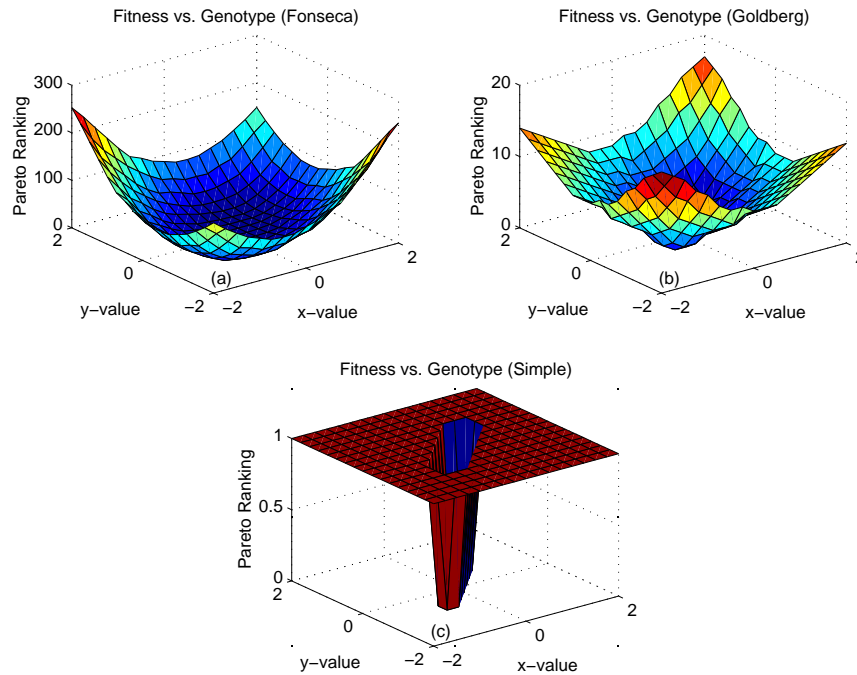 Fitness vs. Genotype (Fonseca)
300
200
100
0
Pareto Ranking
2
0
−2
y−value
−2
0
2
x−value
(a)
Fitness vs. Genotype (Goldberg)
20
10
0
Pareto Ranking
2
0
−2
y−value
−2
0
2
x−value
(b)
Fitness vs. Genotype (Simple)
1
0.5
0
Pareto Ranking
2
0
−2
y−value
−2
0
2
x−value
(c)